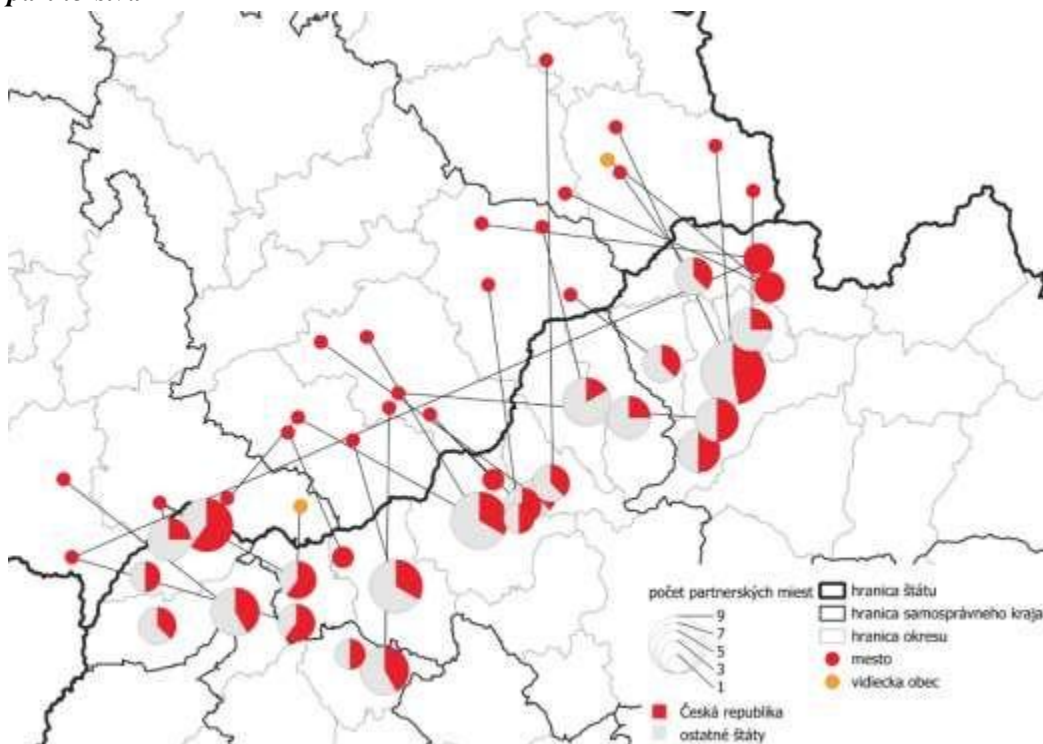 počet partnerských miest
9
7
5
3
1
Česká republika
ostatné štáty
hranica štátu
hranica samosprávneho kraja
hranica okresu
mesto
vidiecka obec